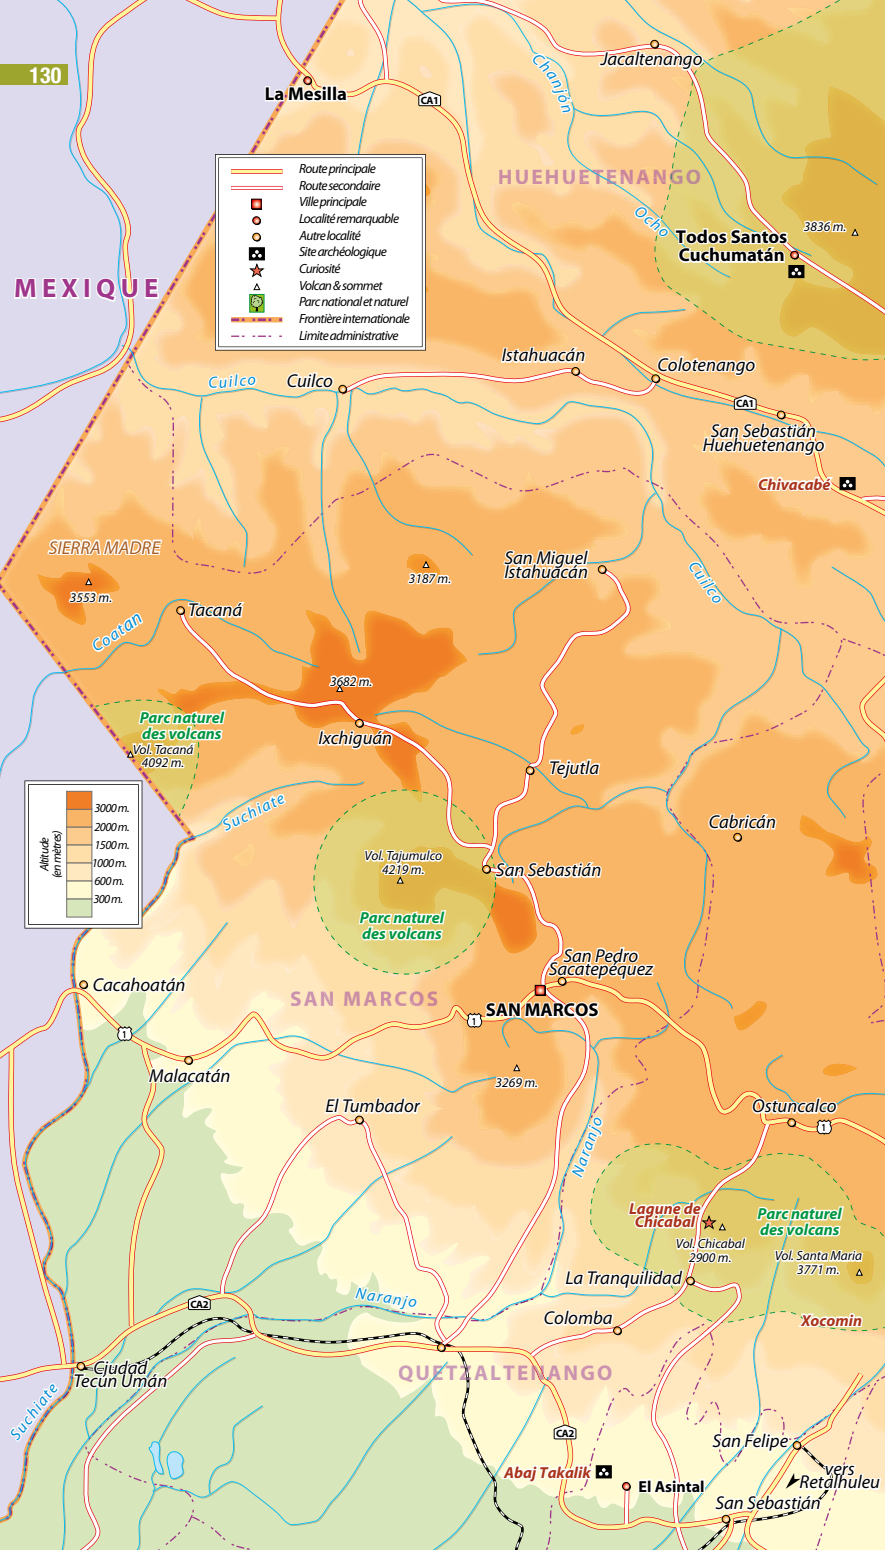 Jacaltenango
130
Chanjón
La Mesilla
CA1
Route principale
Route secondaire
Ville principale
Localité remarquable
Autre localité
Site archéologique
Curiosité
Volcan & sommet
Parc national et naturel
Frontière internationale
Limite administrative
HUEHUETENANGO
Ocho
3836 m.
Todos Santos
Cuchumatán
MEXIQUE
Istahuacán
Colotenango
Cuilco
Cuilco
CA1
San Sebastián
Huehuetenango
Chivacabé
SIERRA MADRE
3553 m.
3187 m.
San Miguel
Istahuacán
Cuilco
Coatan
Tacaná
3682 m.
Parc naturel
des volcans
Vol. Tacaná
4092 m.
Ixchiguán
Tejutla
Altitude
(en mètres)
3000 m.
2000 m.
1500 m.
1000 m.
600 m.
300 m.
Suchiate
Cabricán
Vol. Tajumulco
4219 m.
San Sebastián
Parc naturel
des volcans
San Pedro
Sacatepéquez
Cacahoatán
SAN MARCOS
SAN MARCOS
1
1
Malacatán
3269 m.
El Tumbador
Ostuncalco
1
Naranjo
Lagune de
Chicabal
Parc naturel
des volcans
Vol. Chicabal
2900 m.
Vol. Santa Maria
3771 m.
La Tranquilidad
Naranjo
CA2
Colomba
Xocomin
Ciudad
Tecun Umán
QUETZALTENANGO
Suchiate
CA2
San Felipe
Abaj Takalik
El Asintal
vers
Retalhuleu
San Sebastián